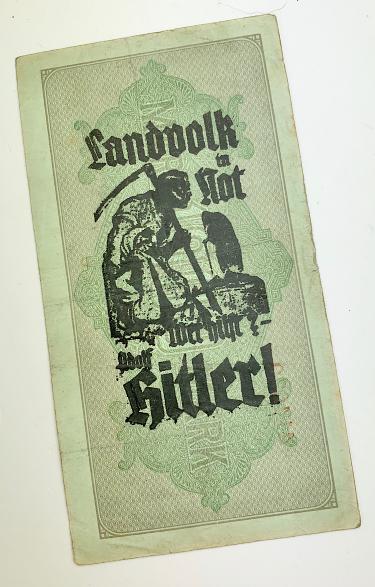 Landvolk
in
Not
Wer hilft?
Adolf
Hitler!